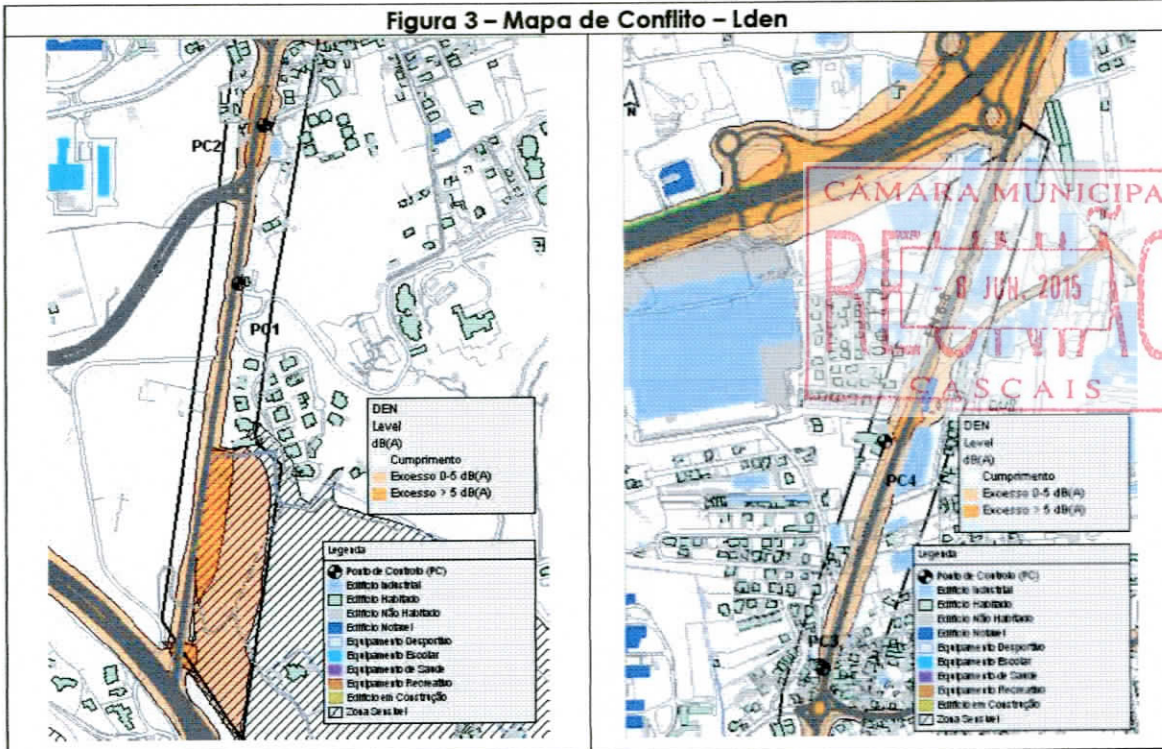 Figura 3 – Mapa de Conflito – Lden
PC2
PC1
DEN
Level
dB(A)
Cumprimento
Excesso 0-5 dB(A)
Excesso > 5 dB(A)
Legenda
Ponto de Controlo (PC)
Edifício Industrial
Edifício Habitado
Edifício Não Habitado
Edifício Notável
Equipamento Desportivo
Equipamento Escolar
Equipamento de Saúde
Equipamento Recreativo
Edifício em Construção
Zona Sensível
N
CÂMARA MUNICIPA
8 JUN. 2015
CASCAIS
PC4
PC3
DEN
Level
dB(A)
Cumprimento
Excesso 0-5 dB(A)
Excesso > 5 dB(A)
Legenda
Ponto de Controlo (PC)
Edifício Industrial
Edifício Habitado
Edifício Não Habitado
Edifício Notável
Equipamento Desportivo
Equipamento Escolar
Equipamento de Saúde
Equipamento Recreativo
Edifício em Construção
Zona Sensível